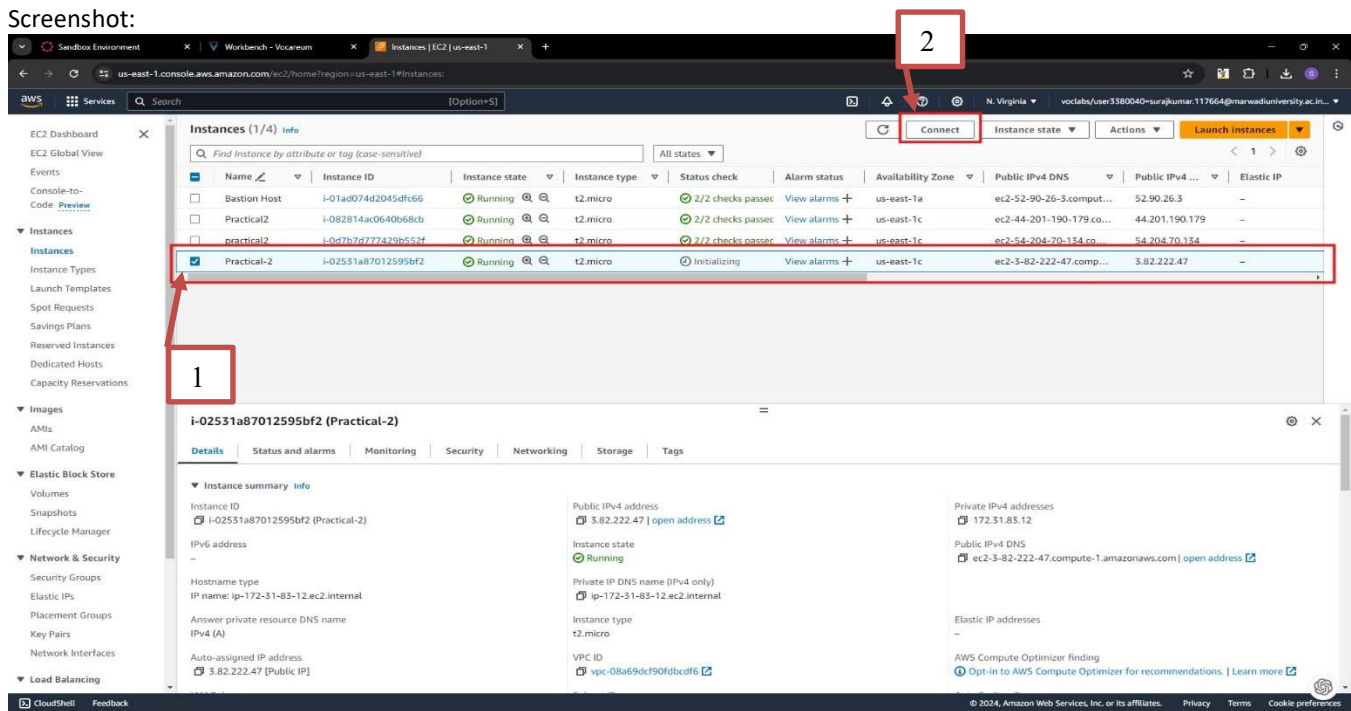 Screenshot:
2
Sandbox Environment
Workbench - Vocareum
Instances | EC2 | us-east-1
us-east-1.console.aws.amazon.com/ec2/home?region=us-east-1#Instances:
aws Services Search [Option+S] N. Virginia voclabs/user3380040=surajkumar.117664@marwadiuniversity.ac.in...
EC2 Dashboard
EC2 Global View
Events
Console-to-
Code Preview
Instances
Instances
Instance Types
Launch Templates
Spot Requests
Savings Plans
Reserved Instances
Dedicated Hosts
Capacity Reservations
Images
AMIs
AMI Catalog
Elastic Block Store
Volumes
Snapshots
Lifecycle Manager
Network & Security
Security Groups
Elastic IPs
Placement Groups
Key Pairs
Network Interfaces
Load Balancing
Instances (1/4) Info
Connect Instance state Actions Launch instances
Find Instance by attribute or tag (case-sensitive) All states 1
Name Instance ID Instance state Instance type Status check Alarm status Availability Zone Public IPv4 DNS Public IPv4 ... Elastic IP
Bastion Host i-01ad074d2045dfc66 Running t2.micro 2/2 checks passec View alarms + us-east-1a ec2-52-90-26-3.comput... 52.90.26.3 –
Practical2 i-082814ac0640b68cb Running t2.micro 2/2 checks passec View alarms + us-east-1c ec2-44-201-190-179.co... 44.201.190.179 –
practical2 i-0d7b7d777429b552f Running t2.micro 2/2 checks passec View alarms + us-east-1c ec2-54-204-70-134.co... 54.204.70.134 –
Practical-2 i-02531a87012595bf2 Running t2.micro Initializing View alarms + us-east-1c ec2-3-82-222-47.comp... 3.82.222.47 –
1
i-02531a87012595bf2 (Practical-2)
Details Status and alarms Monitoring Security Networking Storage Tags
Instance summary Info
Instance ID
i-02531a87012595bf2 (Practical-2)
Public IPv4 address
3.82.222.47 | open address
Private IPv4 addresses
172.31.83.12
IPv6 address
–
Instance state
Running
Public IPv4 DNS
ec2-3-82-222-47.compute-1.amazonaws.com | open address
Hostname type
IP name: ip-172-31-83-12.ec2.internal
Private IP DNS name (IPv4 only)
ip-172-31-83-12.ec2.internal
Answer private resource DNS name
IPv4 (A)
Instance type
t2.micro
Elastic IP addresses
–
Auto-assigned IP address
3.82.222.47 [Public IP]
VPC ID
vpc-08a69dcf90fdbcdf6
AWS Compute Optimizer finding
Opt-in to AWS Compute Optimizer for recommendations. | Learn more
CloudShell Feedback © 2024, Amazon Web Services, Inc. or its affiliates. Privacy Terms Cookie preferences